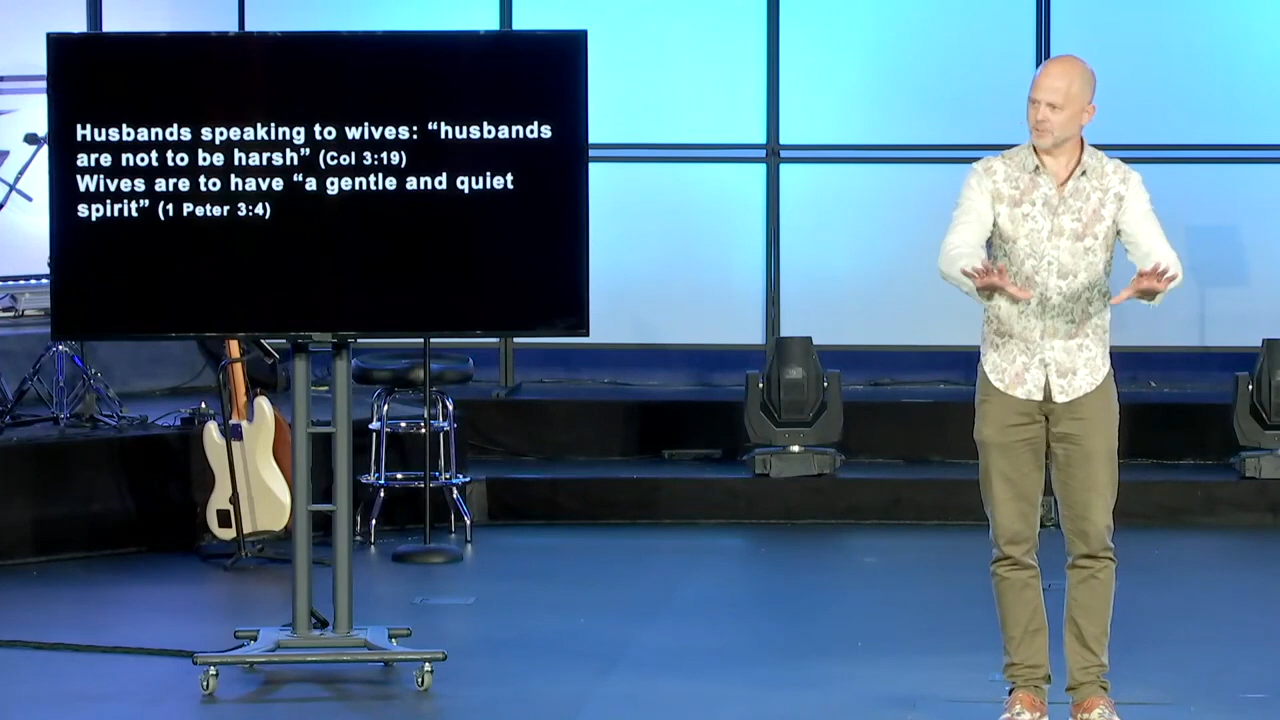 Husbands speaking to wives: “husbands
are not to be harsh” (Col 3:19)
Wives are to have “a gentle and quiet
spirit” (1 Peter 3:4)